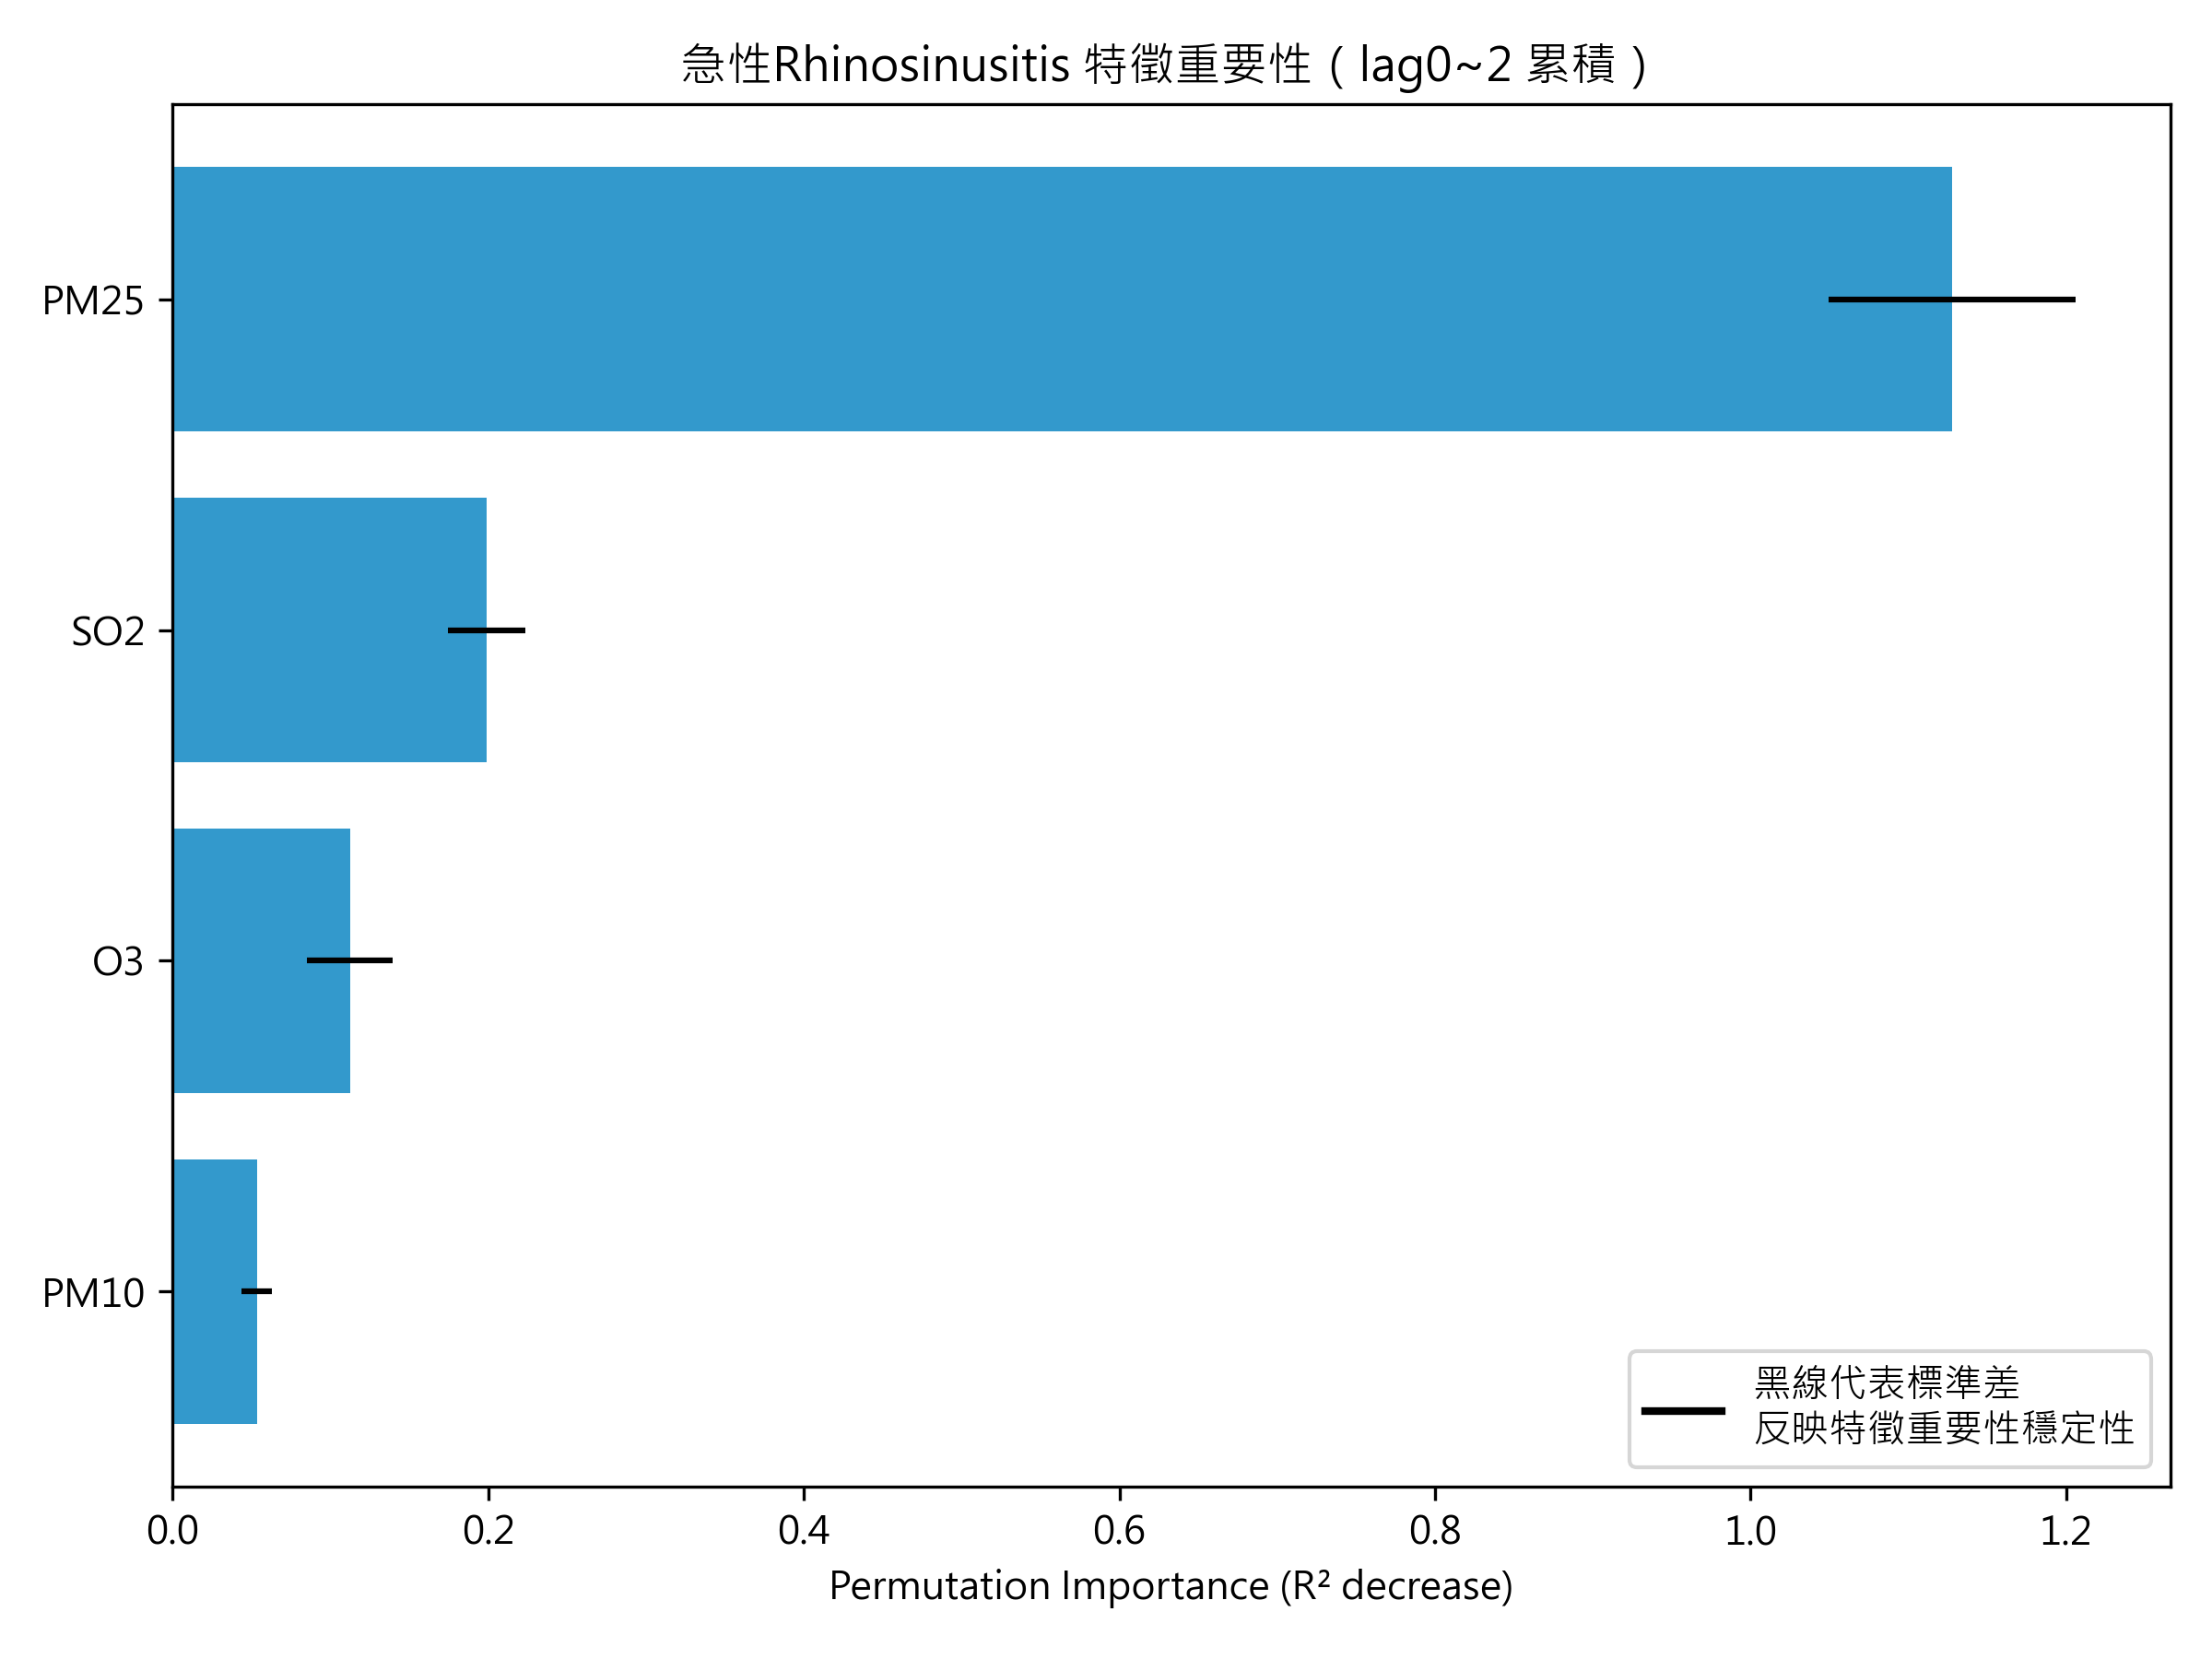 急性Rhinosinusitis 特徵重要性（lag0~2 累積）
PM25
SO2
O3
PM10
黑線代表標準差
反映特徵重要性穩定性
0.0 0.2 0.4 0.6 0.8 1.0 1.2
Permutation Importance (R² decrease)